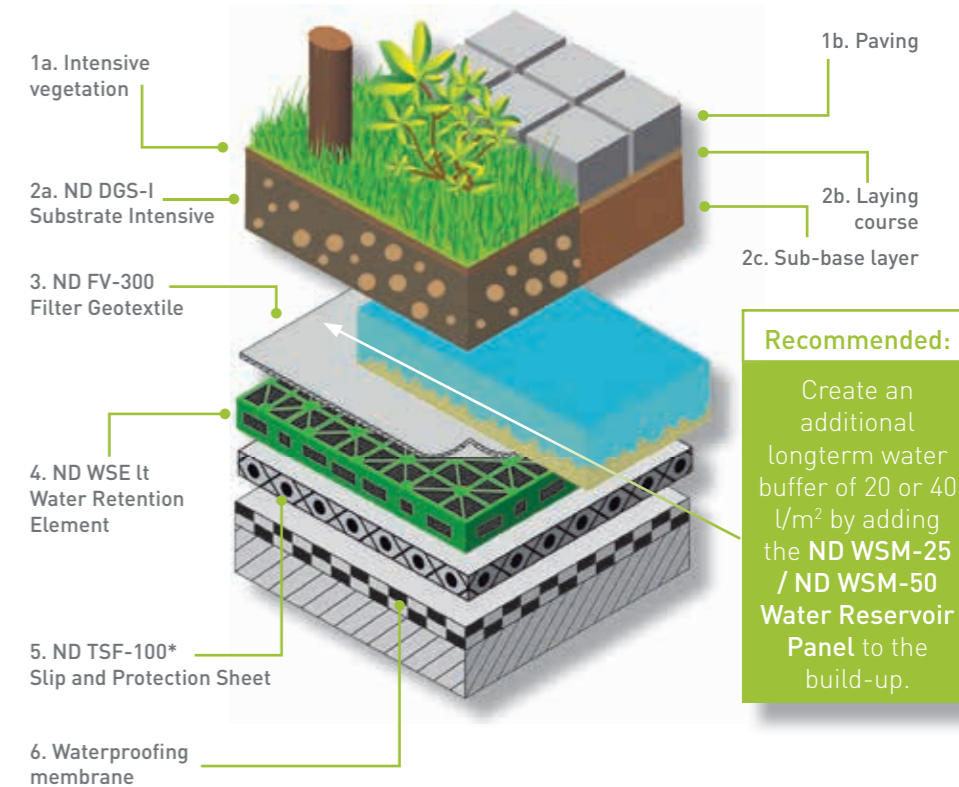 1a. Intensive
vegetation
2a. ND DGS-I
Substrate Intensive
3. ND FV-300
Filter Geotextile
4. ND WSE lt
Water Retention
Element
5. ND TSF-100*
Slip and Protection Sheet
6. Waterproofing
membrane
1b. Paving
2b. Laying
course
2c. Sub-base layer
Recommended:
Create an
additional
longterm water
buffer of 20 or 40
l/m² by adding
the ND WSM-25
/ ND WSM-50
Water Reservoir
Panel to the
build-up.